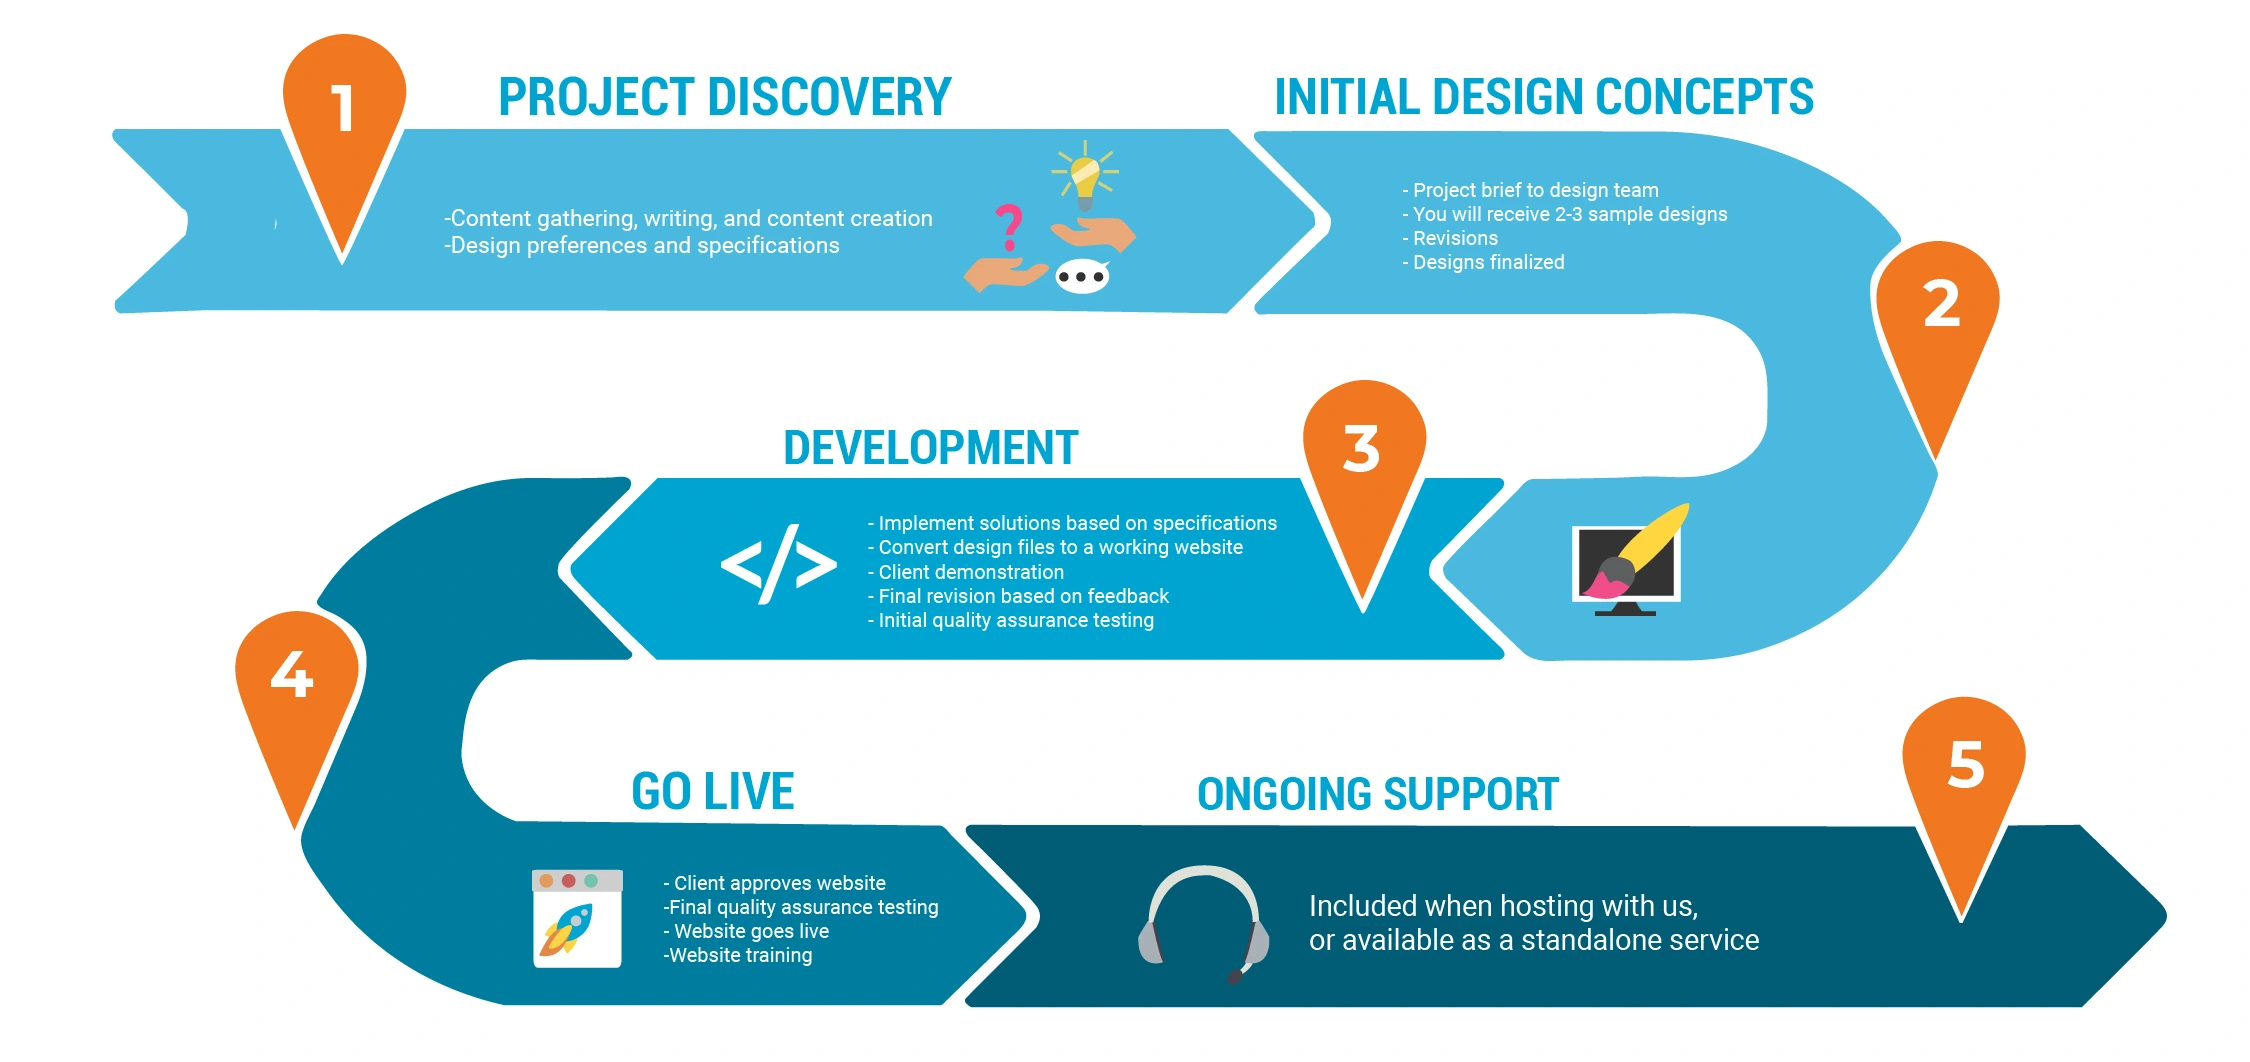 1
PROJECT DISCOVERY
-Content gathering, writing, and content creation
-Design preferences and specifications
?
INITIAL DESIGN CONCEPTS
- Project brief to design team
- You will receive 2-3 sample designs
- Revisions
- Designs finalized
2
3
DEVELOPMENT
</>
- Implement solutions based on specifications
- Convert design files to a working website
- Client demonstration
- Final revision based on feedback
- Initial quality assurance testing
4
GO LIVE
- Client approves website
-Final quality assurance testing
- Website goes live
-Website training
ONGOING SUPPORT
5
Included when hosting with us,
or available as a standalone service